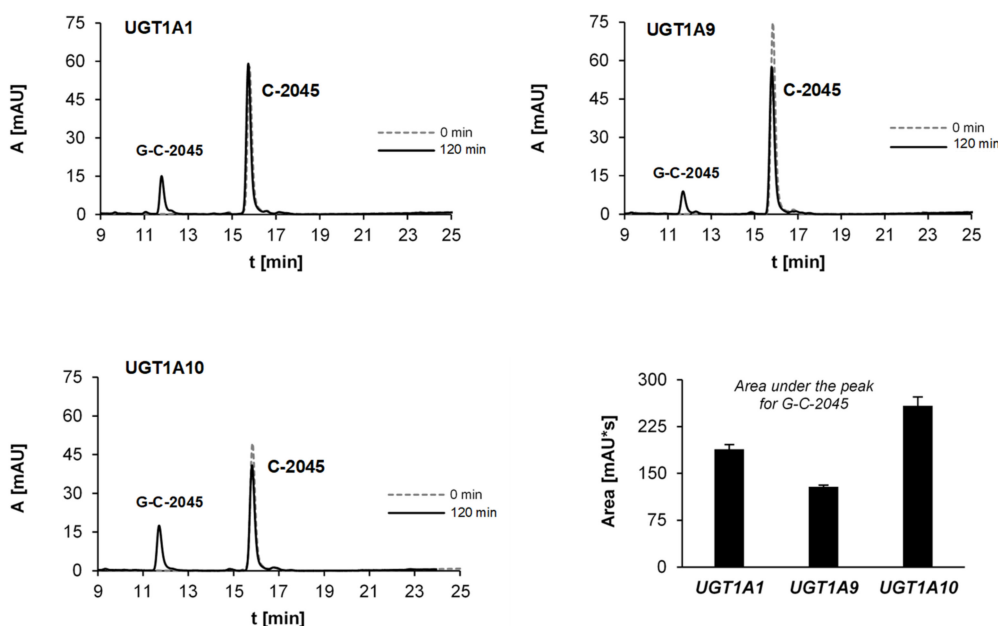 UGT1A1
A [mAU]
75
60
45
30
15
0
G-C-2045
C-2045
0 min
120 min
9 11 13 15 17 19 21 23 25
t [min]
UGT1A9
A [mAU]
75
60
45
30
15
0
G-C-2045
C-2045
0 min
120 min
9 11 13 15 17 19 21 23 25
t [min]
UGT1A10
A [mAU]
75
60
45
30
15
0
G-C-2045
C-2045
0 min
120 min
9 11 13 15 17 19 21 23 25
t [min]
Area under the peak
for G-C-2045
Area [mAU*s]
300
225
150
75
0
UGT1A1 UGT1A9 UGT1A10